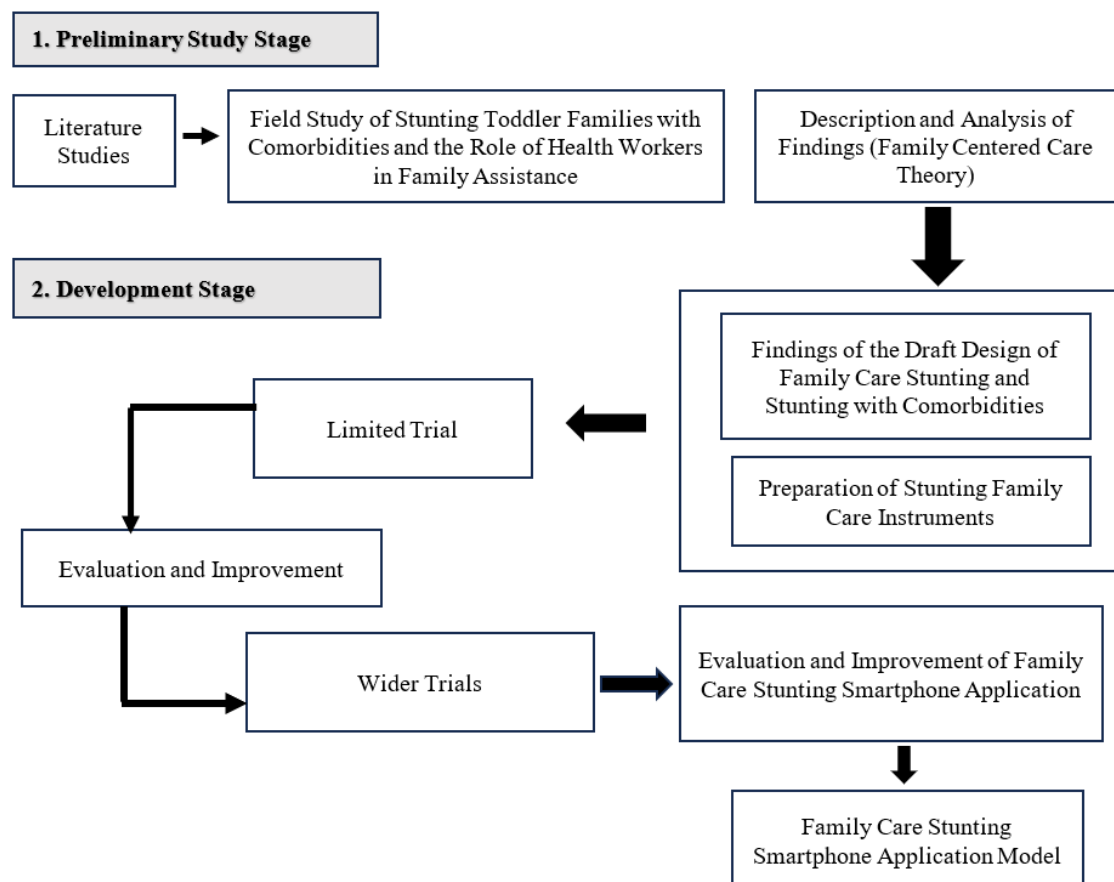 1. Preliminary Study Stage
Literature
Studies
Field Study of Stunting Toddler Families with
Comorbidities and the Role of Health Workers
in Family Assistance
Description and Analysis of
Findings (Family Centered Care
Theory)
2. Development Stage
Findings of the Draft Design of
Family Care Stunting and
Stunting with Comorbidities
Preparation of Stunting Family
Care Instruments
Limited Trial
Evaluation and Improvement
Wider Trials
Evaluation and Improvement of Family
Care Stunting Smartphone Application
Family Care Stunting
Smartphone Application Model